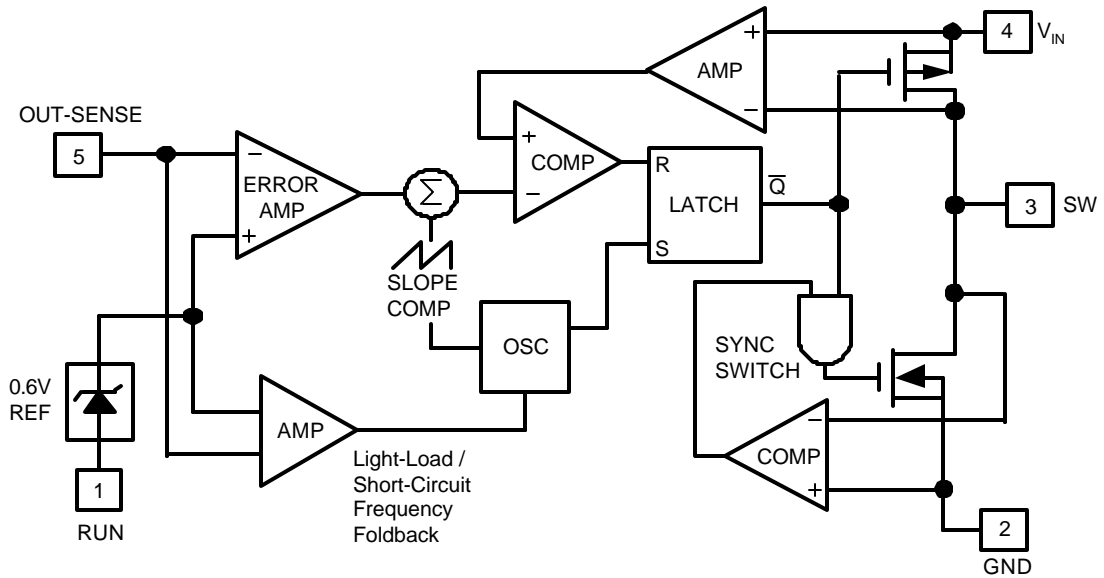 4
V_IN
+
AMP
−
OUT-SENSE
5
−
ERROR
AMP
+
Σ
+
COMP
−
R
LATCH
S
Q̅
3
SW
SLOPE
COMP
OSC
SYNC
SWITCH
0.6V
REF
AMP
−
COMP
+
Light-Load /
Short-Circuit
Frequency
Foldback
1
RUN
2
GND